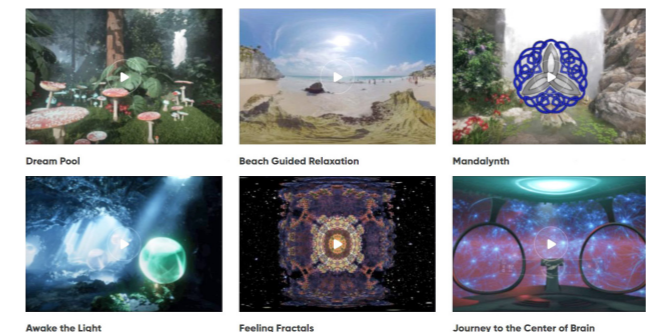 Dream Pool
Beach Guided Relaxation
Mandalynth
Awake the Light
Feeling Fractals
Journey to the Center of Brain